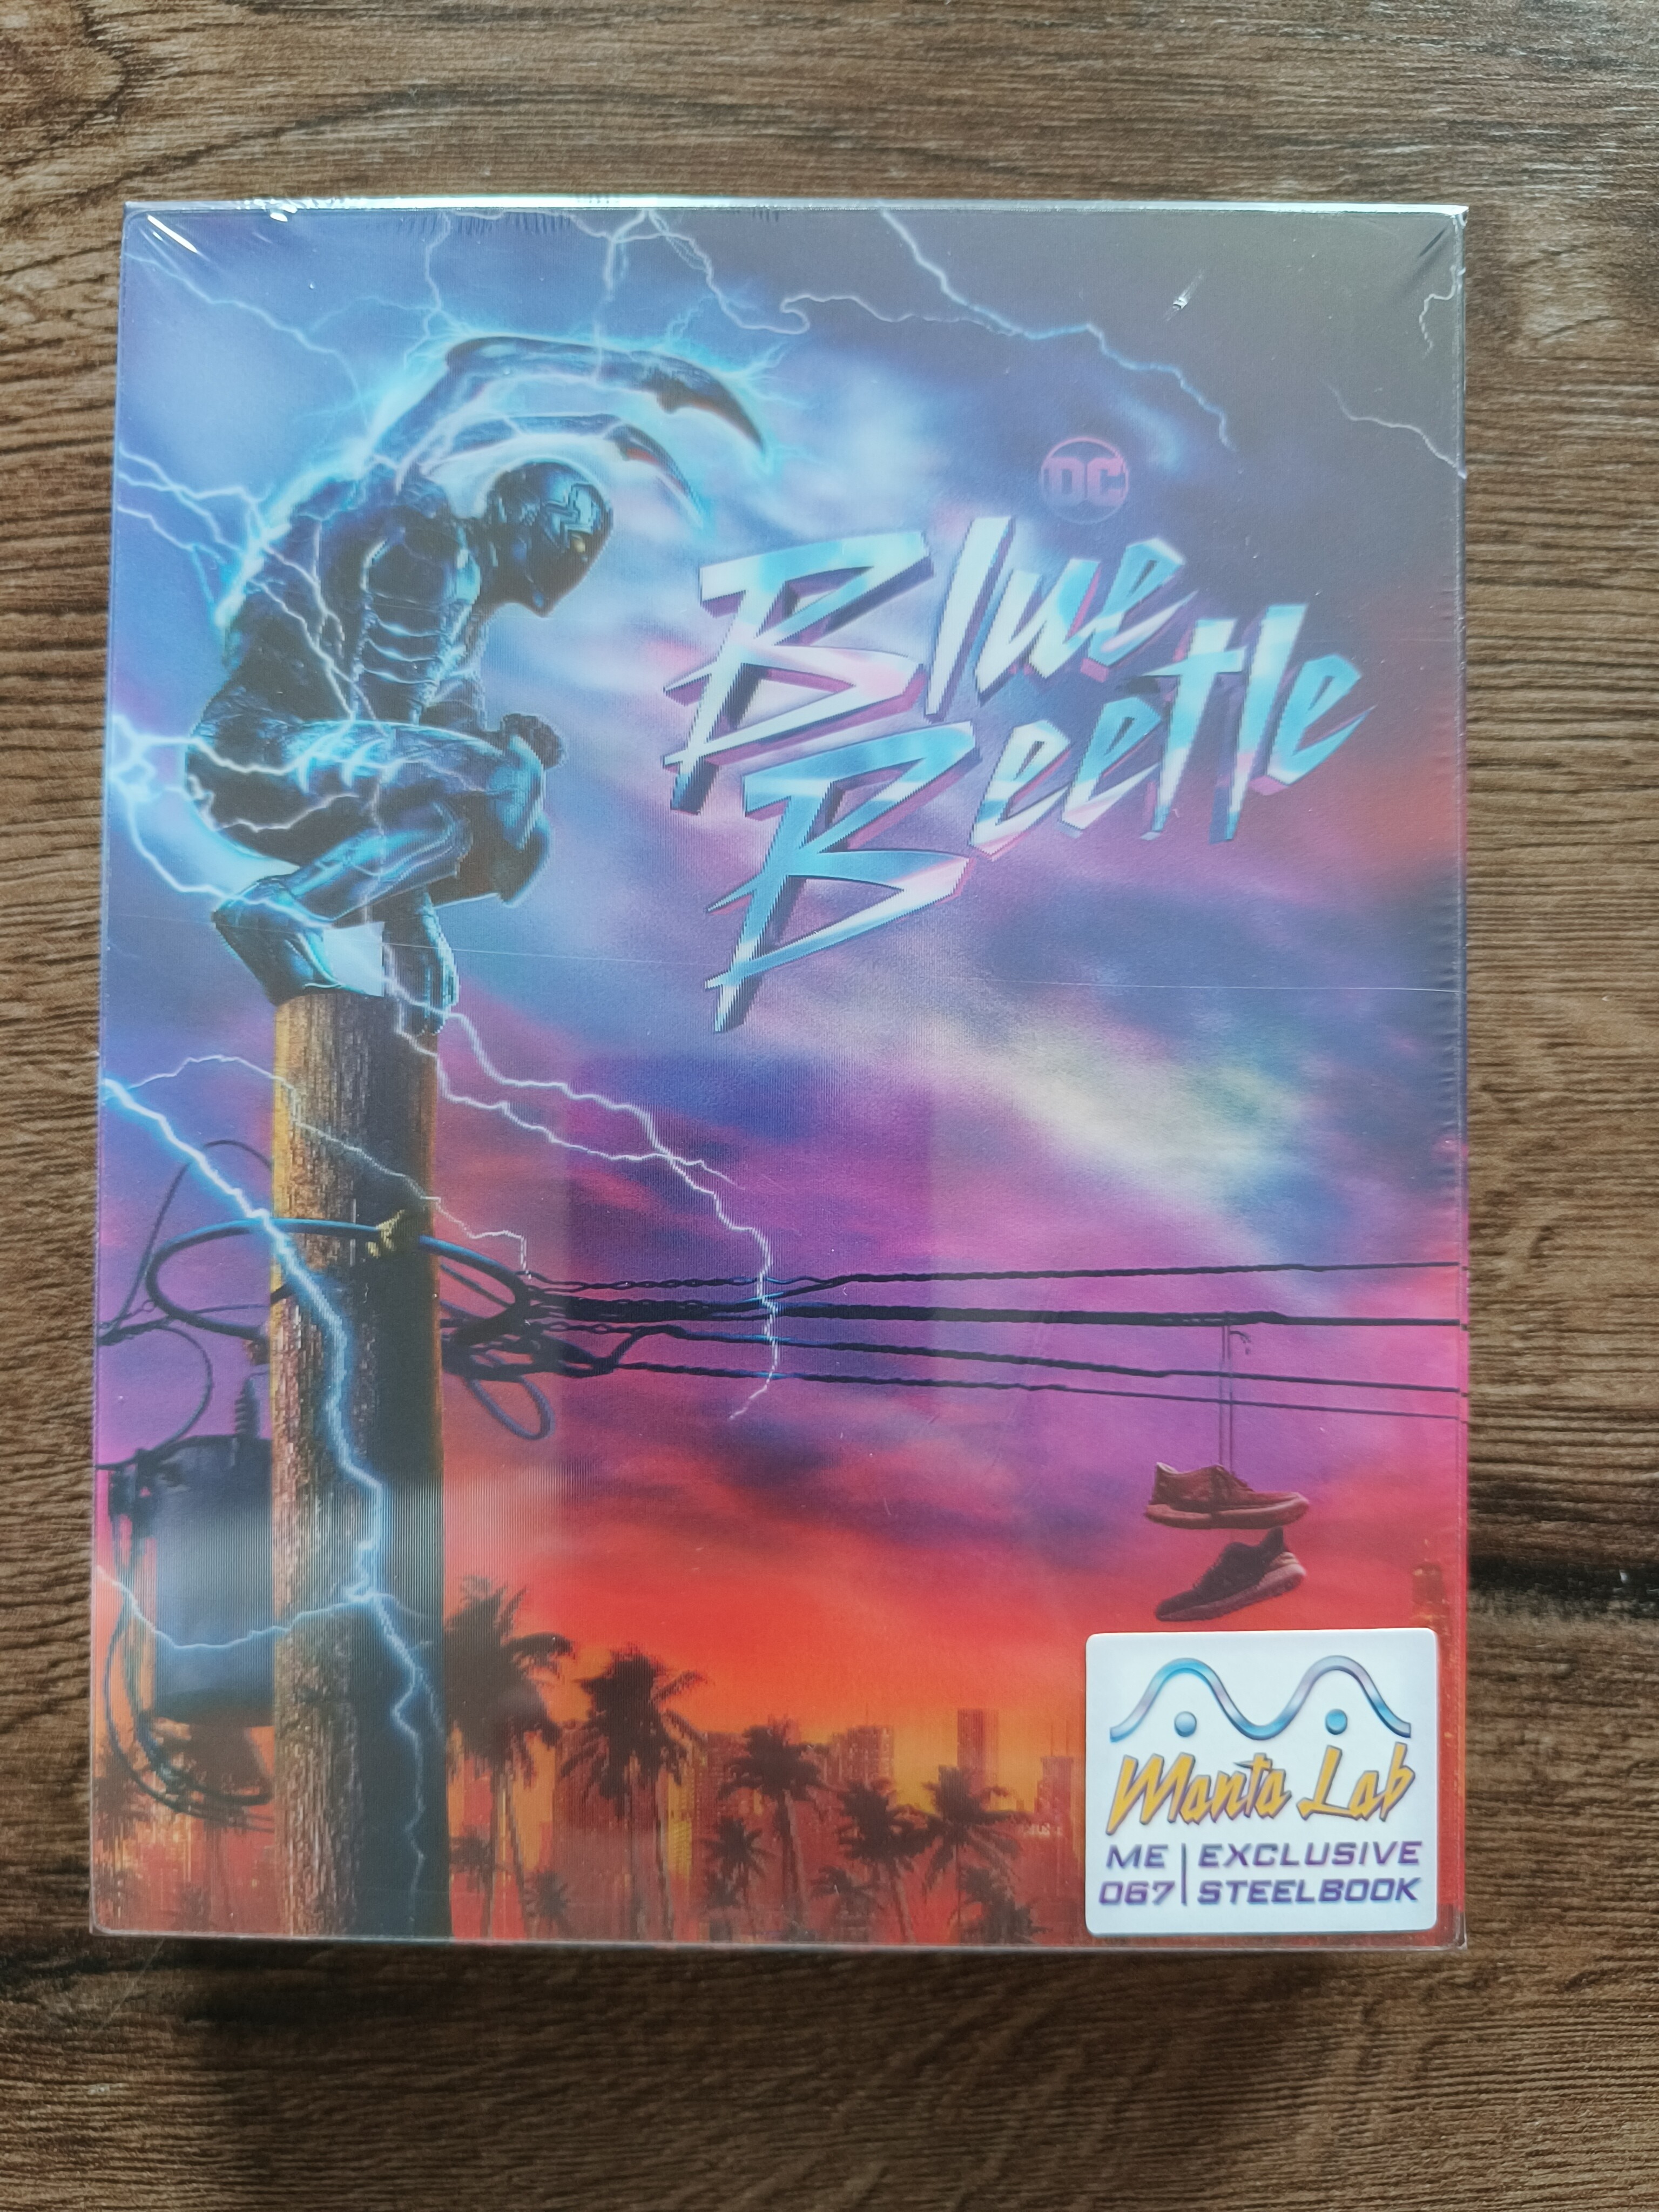 DC
Blue
Beetle
Manta Lab
ME EXCLUSIVE
067 STEELBOOK